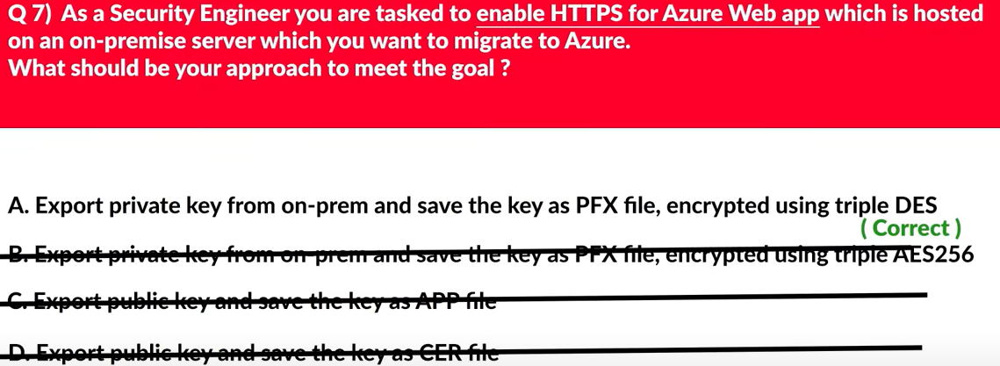 Q 7) As a Security Engineer you are tasked to enable HTTPS for Azure Web app which is hosted
on an on-premise server which you want to migrate to Azure.
What should be your approach to meet the goal ?
A. Export private key from on-prem and save the key as PFX file, encrypted using triple DES
( Correct )
B. Export private key from on-prem and save the key as PFX file, encrypted using triple AES256
C. Export public key and save the key as APP file
D. Export public key and save the key as CER file